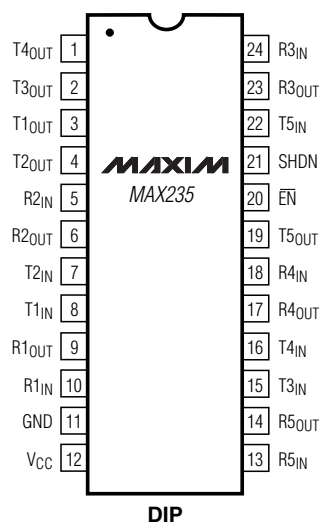 T4OUT 1 24 R3IN
T3OUT 2 23 R3OUT
T1OUT 3 22 T5IN
T2OUT 4 MAXIM 21 SHDN
R2IN 5 MAX235 20 E̅N̅
R2OUT 6 19 T5OUT
T2IN 7 18 R4IN
T1IN 8 17 R4OUT
R1OUT 9 16 T4IN
R1IN 10 15 T3IN
GND 11 14 R5OUT
VCC 12 13 R5IN
DIP